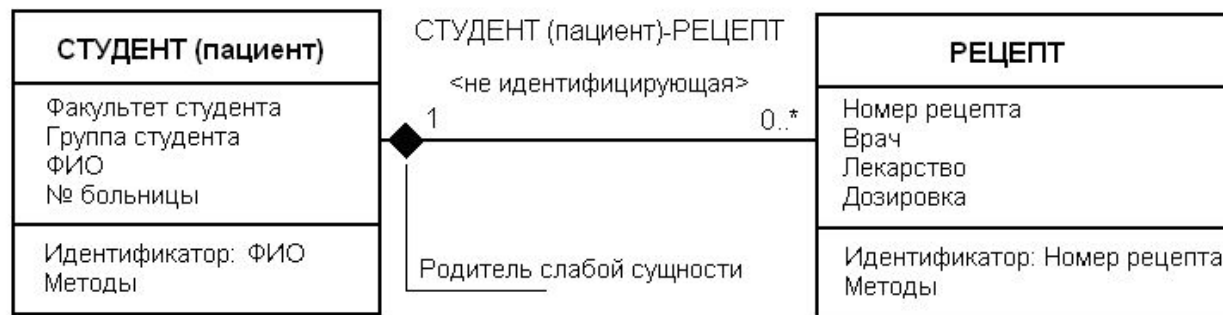 СТУДЕНТ (пациент)
Факультет студента
Группа студента
ФИО
№ больницы
Идентификатор: ФИО
Методы
СТУДЕНТ (пациент)-РЕЦЕПТ
<не идентифицирующая>
1
0..*
Родитель слабой сущности
РЕЦЕПТ
Номер рецепта
Врач
Лекарство
Дозировка
Идентификатор: Номер рецепта
Методы